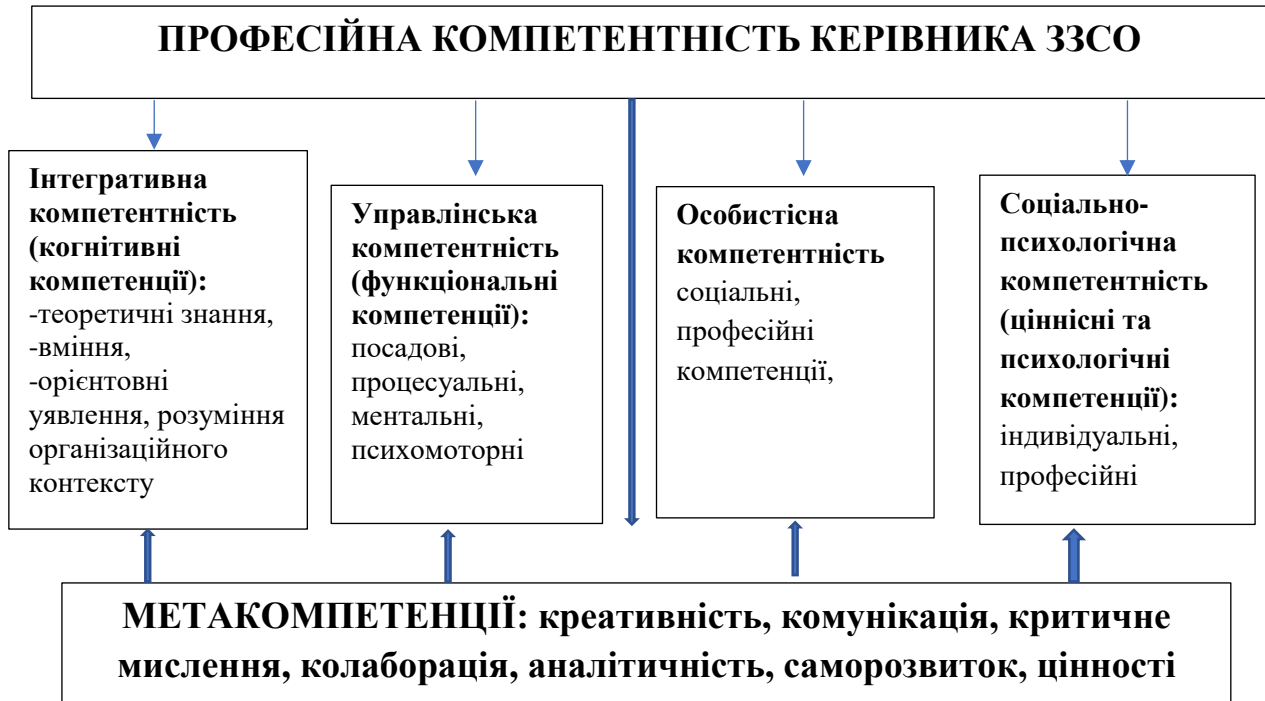 ПРОФЕСІЙНА КОМПЕТЕНТНІСТЬ КЕРІВНИКА ЗЗСО
Інтегративна
компетентність
(когнітивні
компетенції):
-теоретичні знання,
-вміння,
-орієнтовні
уявлення, розуміння
організаційного
контексту
Управлінська
компетентність
(функціональні
компетенції):
посадові,
процесуальні,
ментальні,
психомоторні
Особистісна
компетентність
соціальні,
професійні
компетенції,
Соціально-
психологічна
компетентність
(ціннісні та
психологічні
компетенції):
індивідуальні,
професійні
МЕТАКОМПЕТЕНЦІЇ: креативність, комунікація, критичне
мислення, колаборація, аналітичність, саморозвиток, цінності